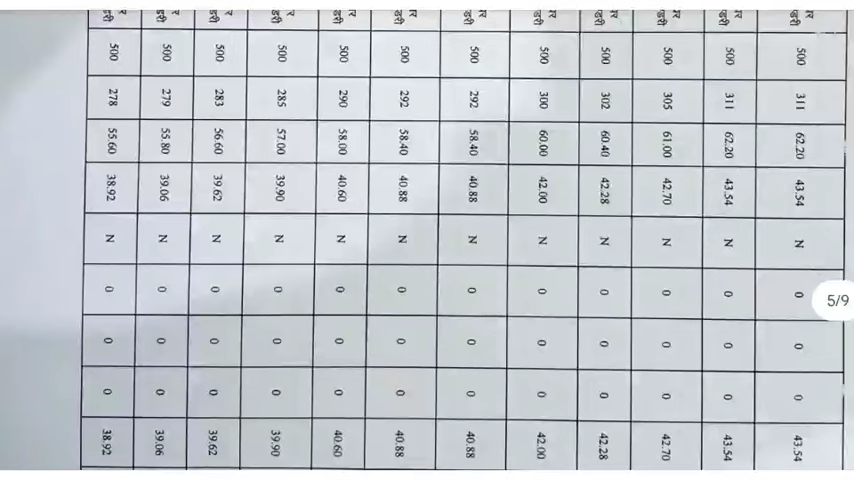 500 311 62.20 43.54 N 0 0 0 43.54
500 311 62.20 43.54 N 0 0 0 43.54
500 305 61.00 42.70 N 0 0 0 42.70
500 302 60.40 42.28 N 0 0 0 42.28
500 300 60.00 42.00 N 0 0 0 42.00
500 292 58.40 40.88 N 0 0 0 40.88
500 292 58.40 40.88 N 0 0 0 40.88
500 290 58.00 40.60 N 0 0 0 40.60
500 285 57.00 39.90 N 0 0 0 39.90
500 283 56.60 39.62 N 0 0 0 39.62
500 279 55.80 39.06 N 0 0 0 39.06
500 278 55.60 38.92 N 0 0 0 38.92
5/9